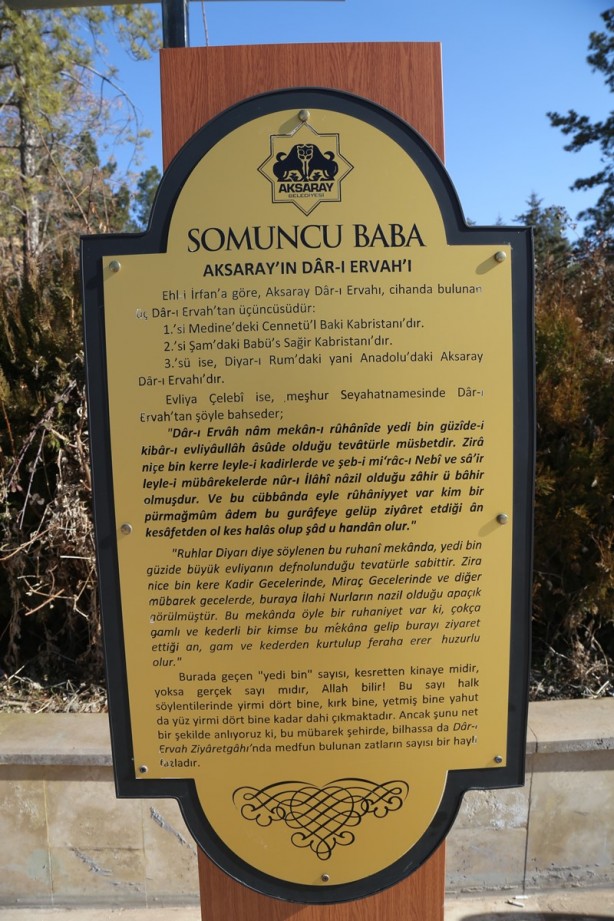 AKSARAY
BELEDİYESİ
SOMUNCU BABA
AKSARAY'IN DÂR-I ERVAH'I
Ehl i İrfan'a göre, Aksaray Dâr-ı Ervahı, cihanda bulunan
üç Dâr-ı Ervah'tan üçüncüsüdür:
1.'si Medine'deki Cennetü'l Baki Kabristanı'dır.
2.'si Şam'daki Babü's Sağir Kabristanı'dır.
3.'sü ise, Diyar-ı Rum'daki yani Anadolu'daki Aksaray
Dâr-ı Ervahı'dır.
Evliya Çelebî ise, meşhur Seyahatnamesinde Dâr-ı
Ervah'tan şöyle bahseder;
"Dâr-ı Ervâh nâm mekân-ı rûhânîde yedi bin güzîde-i
kibâr-ı evliyâullâh âsûde olduğu tevâtürle müsbetdir. Zirâ
niçe bin kerre leyle-i kadirlerde ve şeb-i mi'râc-ı Nebî ve sâ'ir
leyle-i mübârekelerde nûr-ı İlâhî nâzil olduğu zâhir ü bâhir
olmuşdur. Ve bu cübbânda eyle rûhâniyyet var kim bir
pürmağmûm âdem bu gurâfeye gelüp ziyâret etdiği ân
kesâfetden ol kes halâs olup şâd u handân olur."
"Ruhlar Diyarı diye söylenen bu ruhanî mekânda, yedi bin
güzide büyük evliyanın defnolunduğu tevatürle sabittir. Zira
nice bin kere Kadir Gecelerinde, Miraç Gecelerinde ve diğer
mübarek gecelerde, buraya İlahi Nurların nazil olduğu apaçık
görülmüştür. Bu mekânda öyle bir ruhaniyet var ki, çokça
gamlı ve kederli bir kimse bu mekâna gelip burayı ziyaret
ettiği an, gam ve kederden kurtulup feraha erer huzurlu
olur."
Burada geçen "yedi bin" sayısı, kesretten kinaye midir,
yoksa gerçek sayı mıdır, Allah bilir! Bu sayı halk
söylentilerinde yirmi dört bine, kırk bine, yetmiş bine yahut
da yüz yirmi dört bine kadar dahi çıkmaktadır. Ancak şunu net
bir şekilde anlıyoruz ki, bu mübarek şehirde, bilhassa da Dâr-ı
Ervah Ziyâretgâhı'nda medfun bulunan zatların sayısı bir hayli
fazladır.